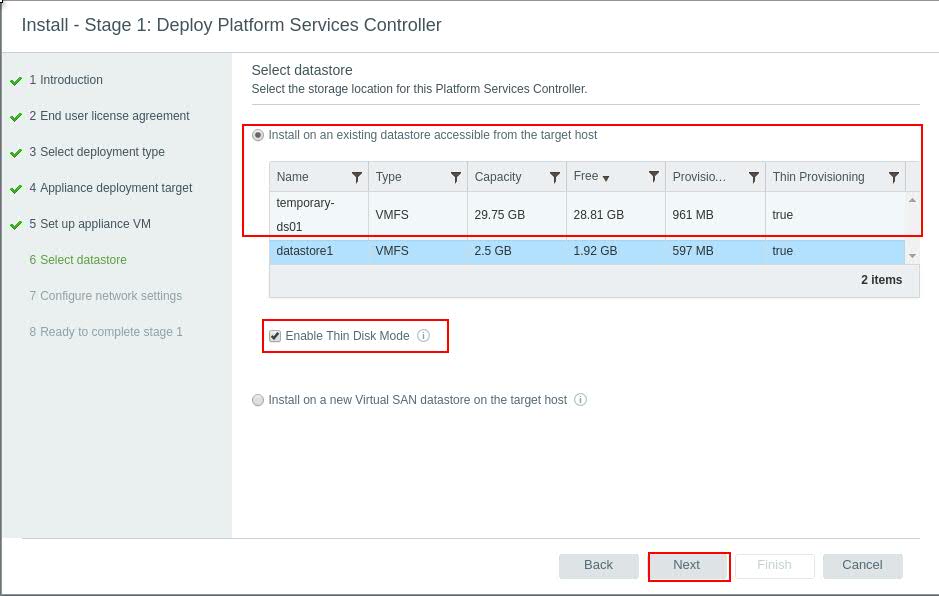 Install - Stage 1: Deploy Platform Services Controller
1 Introduction
2 End user license agreement
3 Select deployment type
4 Appliance deployment target
5 Set up appliance VM
6 Select datastore
7 Configure network settings
8 Ready to complete stage 1
Select datastore
Select the storage location for this Platform Services Controller.
Install on an existing datastore accessible from the target host
Name Type Capacity Free Provisio... Thin Provisioning
temporary-
ds01 VMFS 29.75 GB 28.81 GB 961 MB true
datastore1 VMFS 2.5 GB 1.92 GB 597 MB true
2 items
Enable Thin Disk Mode
Install on a new Virtual SAN datastore on the target host
Back Next Finish Cancel